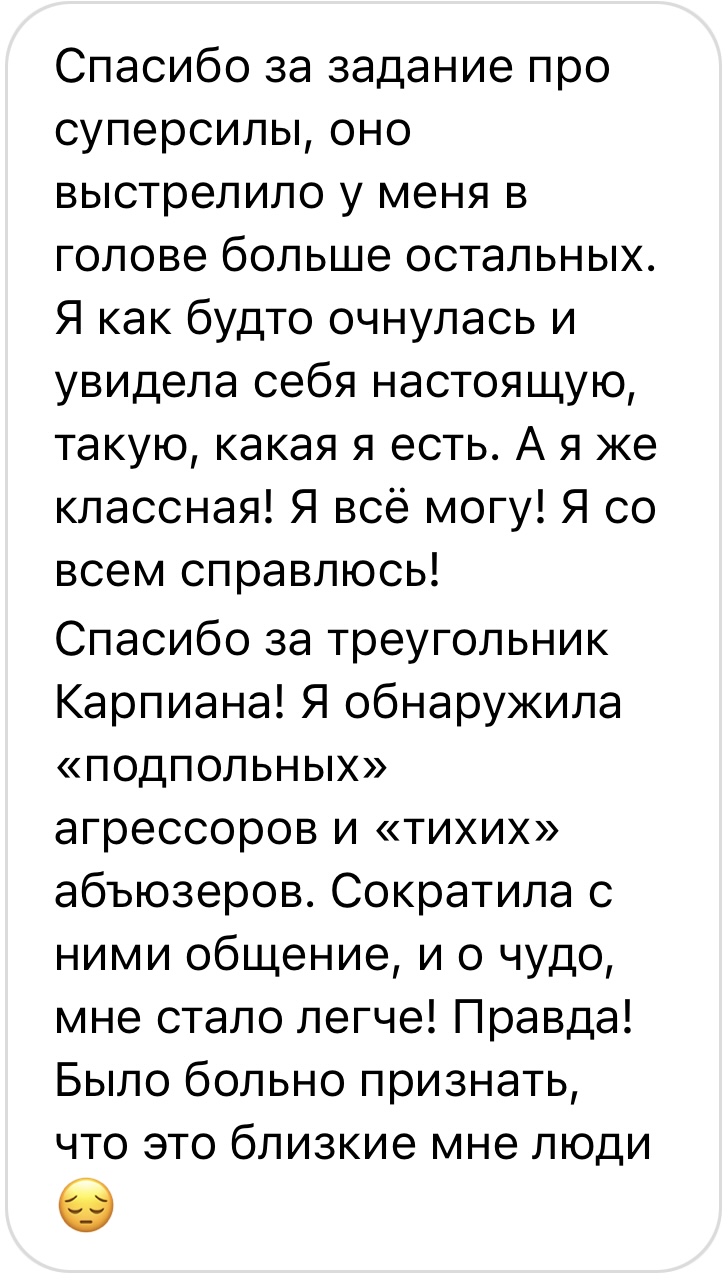 Спасибо за задание про
суперсилы, оно
выстрелило у меня в
голове больше остальных.
Я как будто очнулась и
увидела себя настоящую,
такую, какая я есть. А я же
классная! Я всё могу! Я со
всем справлюсь!
Спасибо за треугольник
Карпиана! Я обнаружила
«подпольных»
агрессоров и «тихих»
абъюзеров. Сократила с
ними общение, и о чудо,
мне стало легче! Правда!
Было больно признать,
что это близкие мне люди
😔